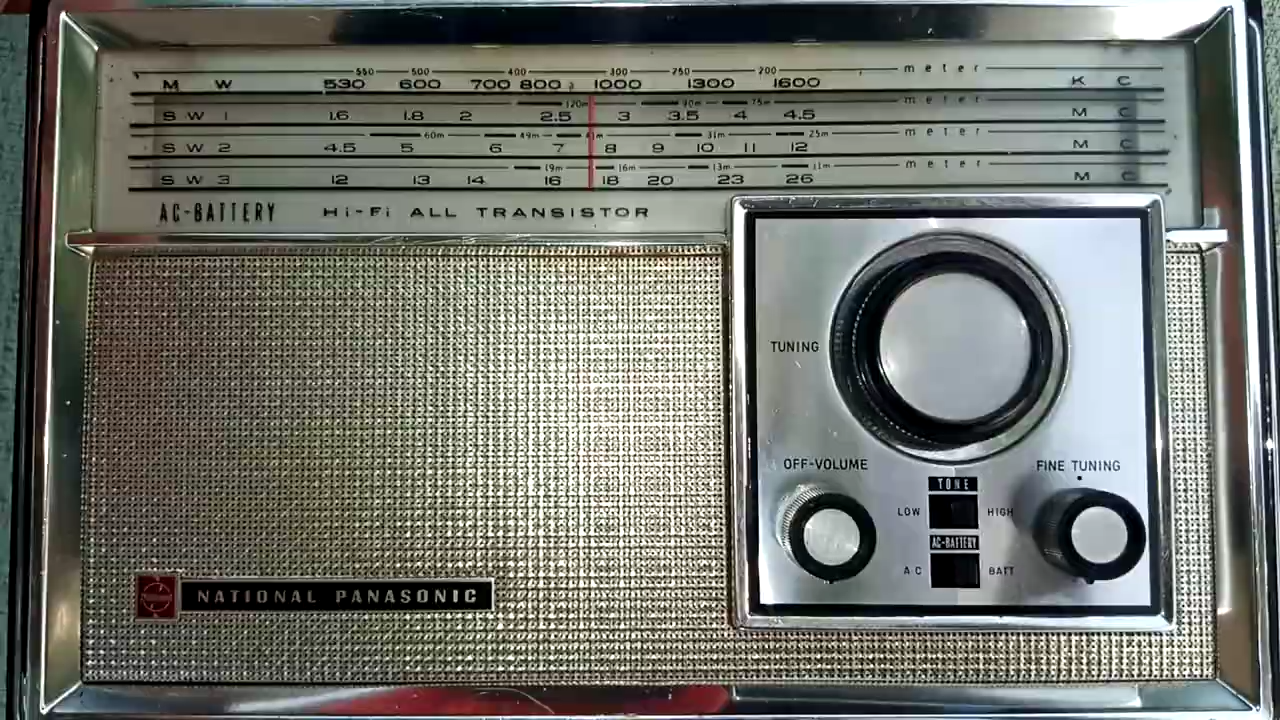 550 500 400 300 250 200 meter
M W 530 600 700 800 1000 1300 1600 K C
120m 90m 75m meter
S W 1 1.6 1.8 2 2.5 3 3.5 4 4.5 M C
60m 49m 31m 25m meter
S W 2 4.5 5 6 7 8 9 10 11 12 M C
19m 16m 13m 11m meter
S W 3 12 13 14 16 18 20 23 26 M C
AC-BATTERY Hi-Fi ALL TRANSISTOR
TUNING
OFF-VOLUME FINE TUNING
TONE
LOW HIGH
AC-BATTERY
AC BATT
NATIONAL PANASONIC